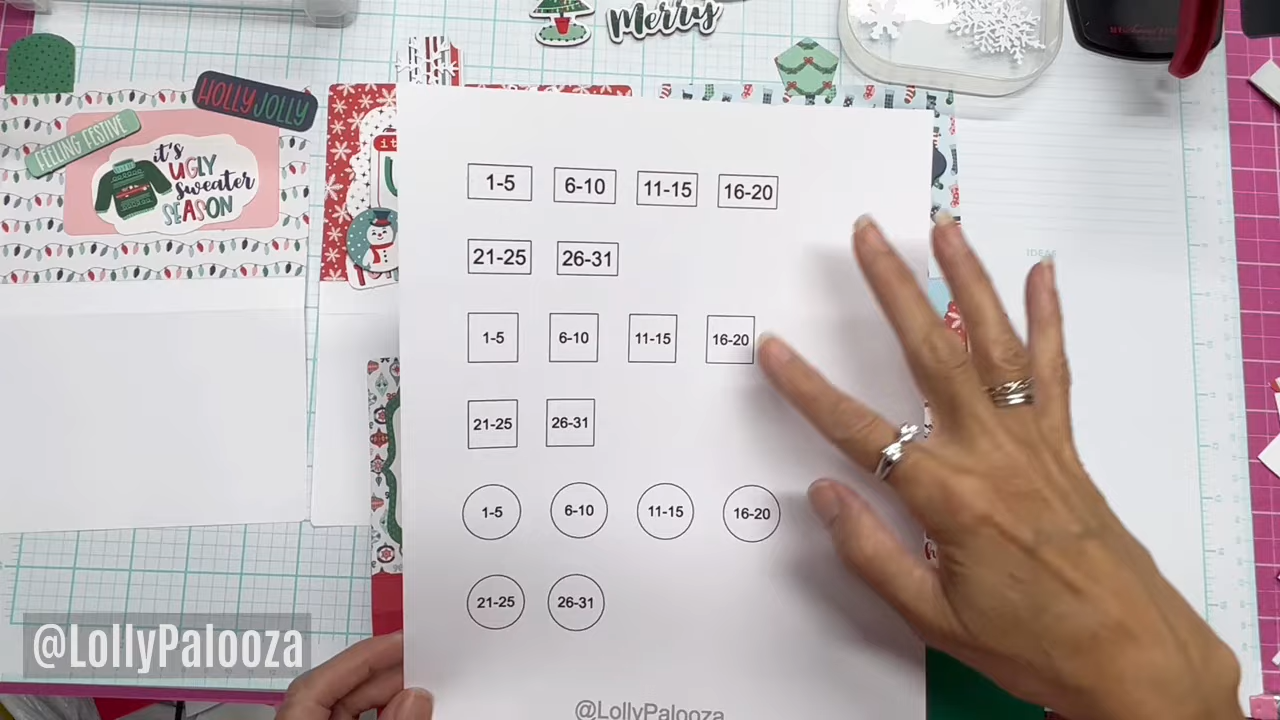 Merry
HOLLY JOLLY
FEELING FESTIVE
it's
UGLY
Sweater
SEASON
it
1-5 6-10 11-15 16-20
21-25 26-31
1-5 6-10 11-15 16-20
21-25 26-31
1-5 6-10 11-15 16-20
21-25 26-31
@LollyPalooza
IDEAS
@LollyPalooza